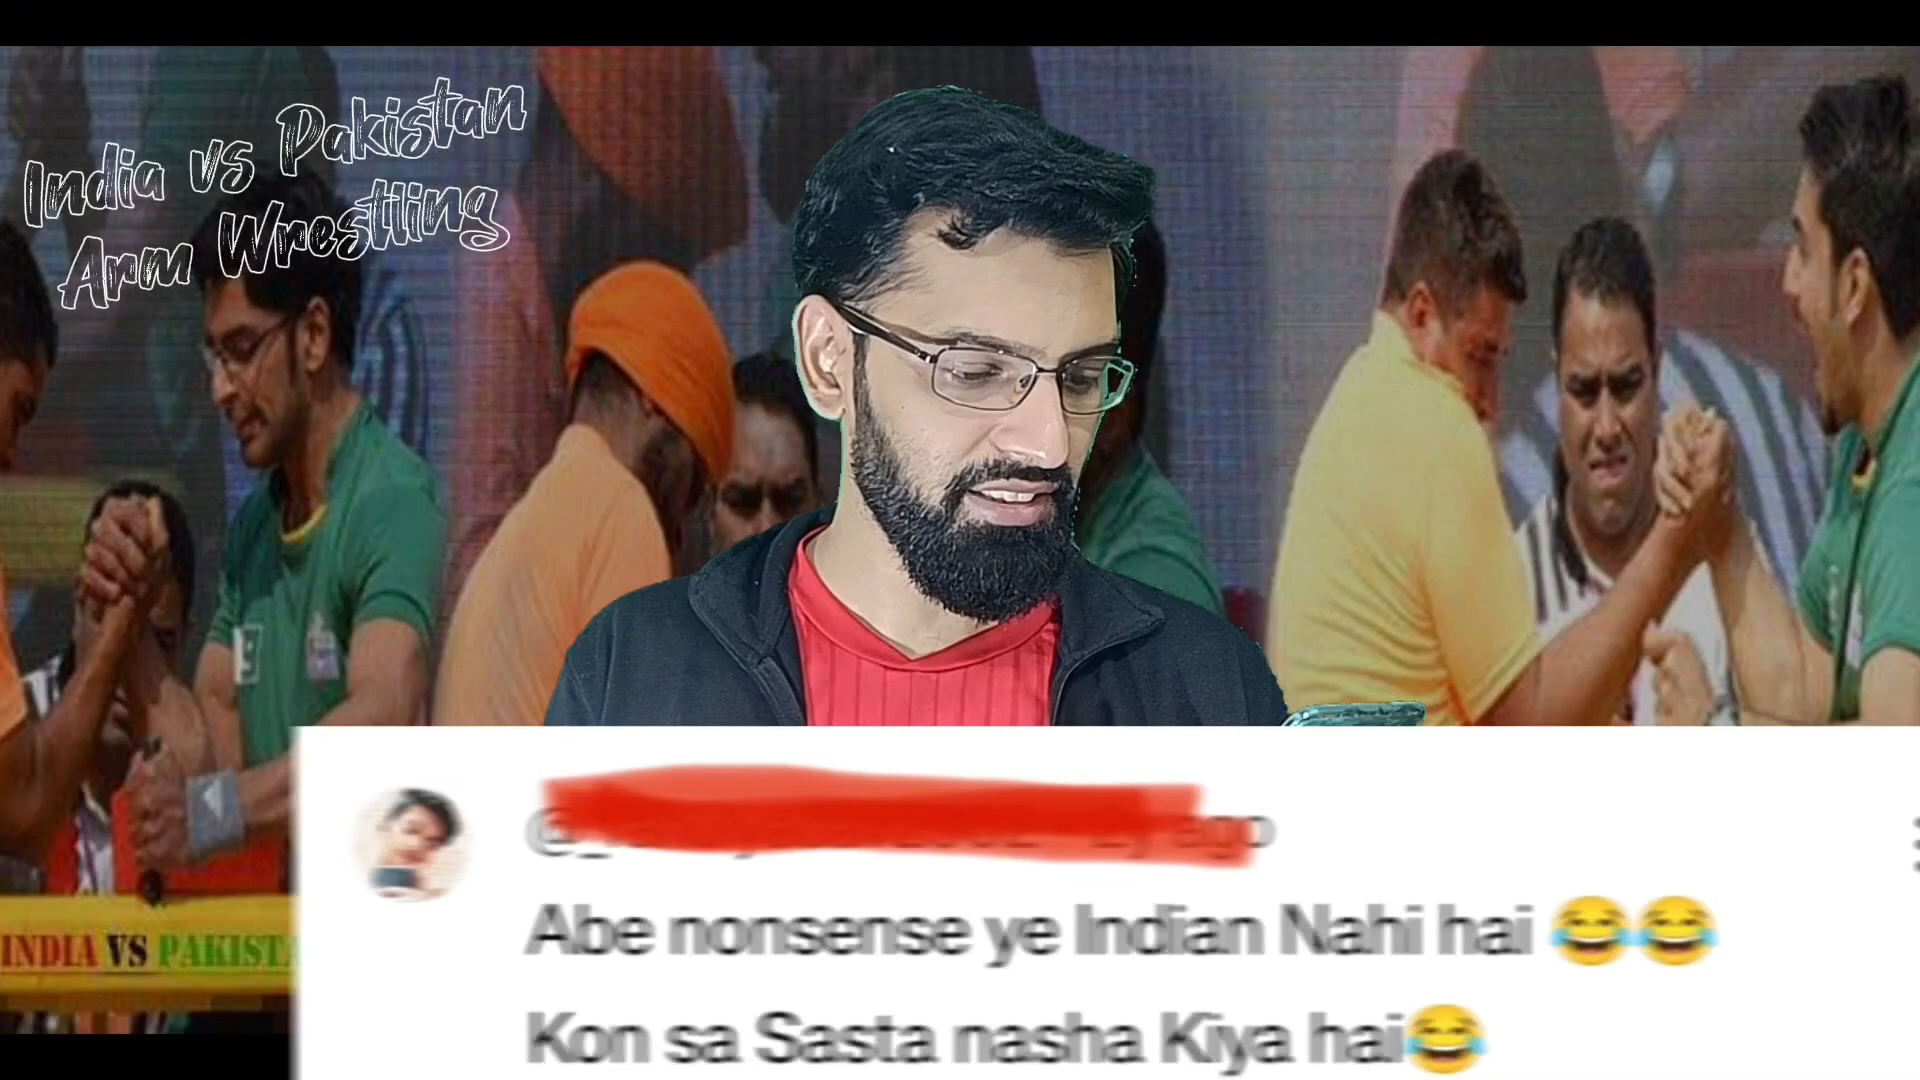 India vs Pakistan
Arm Wrestling
INDIA VS PAKIST
ago
Abe nonsense ye Indian Nahi hai 😂😂
Kon sa Sasta nasha Kiya hai😂